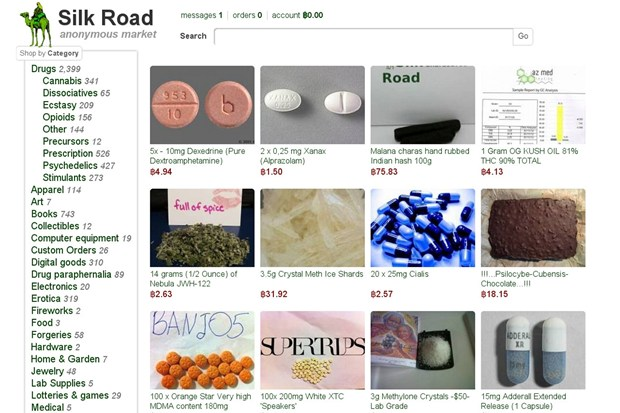 Silk Road
anonymous market
messages 1 | orders 0 | account ฿0.00
Search
Go
Shop by Category
Drugs 2,399
Cannabis 341
Dissociatives 65
Ecstasy 209
Opioids 156
Other 144
Precursors 12
Prescription 526
Psychedelics 427
Stimulants 273
Apparel 114
Art 7
Books 743
Collectibles 12
Computer equipment 19
Custom Orders 26
Digital goods 310
Drug paraphernalia 89
Electronics 20
Erotica 319
Fireworks 2
Food 3
Forgeries 58
Hardware 2
Home & Garden 7
Jewelry 48
Lab Supplies 5
Lotteries & games 29
Medical 5
953
10
b
XANAX
Road
az med
Sample Report by GC Analysis
5x - 10mg Dexedrine (Pure
Dextroamphetamine)
฿4.94
2 x 0,25 mg Xanax
(Alprazolam)
฿1.50
Malana charas hand rubbed
Indian hash 100g
฿75.83
1 Gram OG KUSH OIL 81%
THC 90% TOTAL
฿4.13
full of spice
14 grams (1/2 Ounce) of
Nebula JWH-122
฿2.63
3.5g Crystal Meth Ice Shards
฿31.92
20 x 25mg Cialis
฿2.57
!!!...Psilocybe-Cubensis-
Chocolate...!!!
฿18.15
BANJO5
SUPERTRIPS
ADDERALL
XR
100 x Orange Star Very high
MDMA content 180mg
100x 200mg White XTC
'Speakers'
3g Methylone Crystals -$50-
Lab Grade
15mg Adderall Extended
Release (1 Capsule)